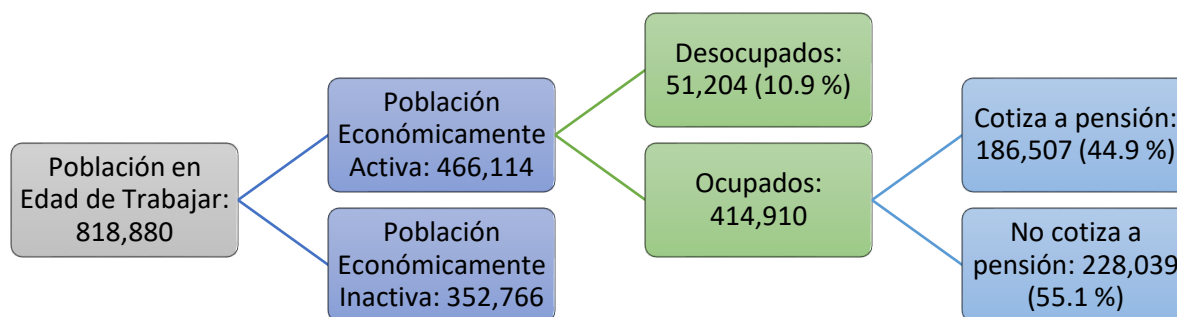 Población en
Edad de Trabajar:
818,880
Población
Económicamente
Activa: 466,114
Población
Económicamente
Inactiva: 352,766
Desocupados:
51,204 (10.9 %)
Ocupados:
414,910
Cotiza a pensión:
186,507 (44.9 %)
No cotiza a
pensión: 228,039
(55.1 %)